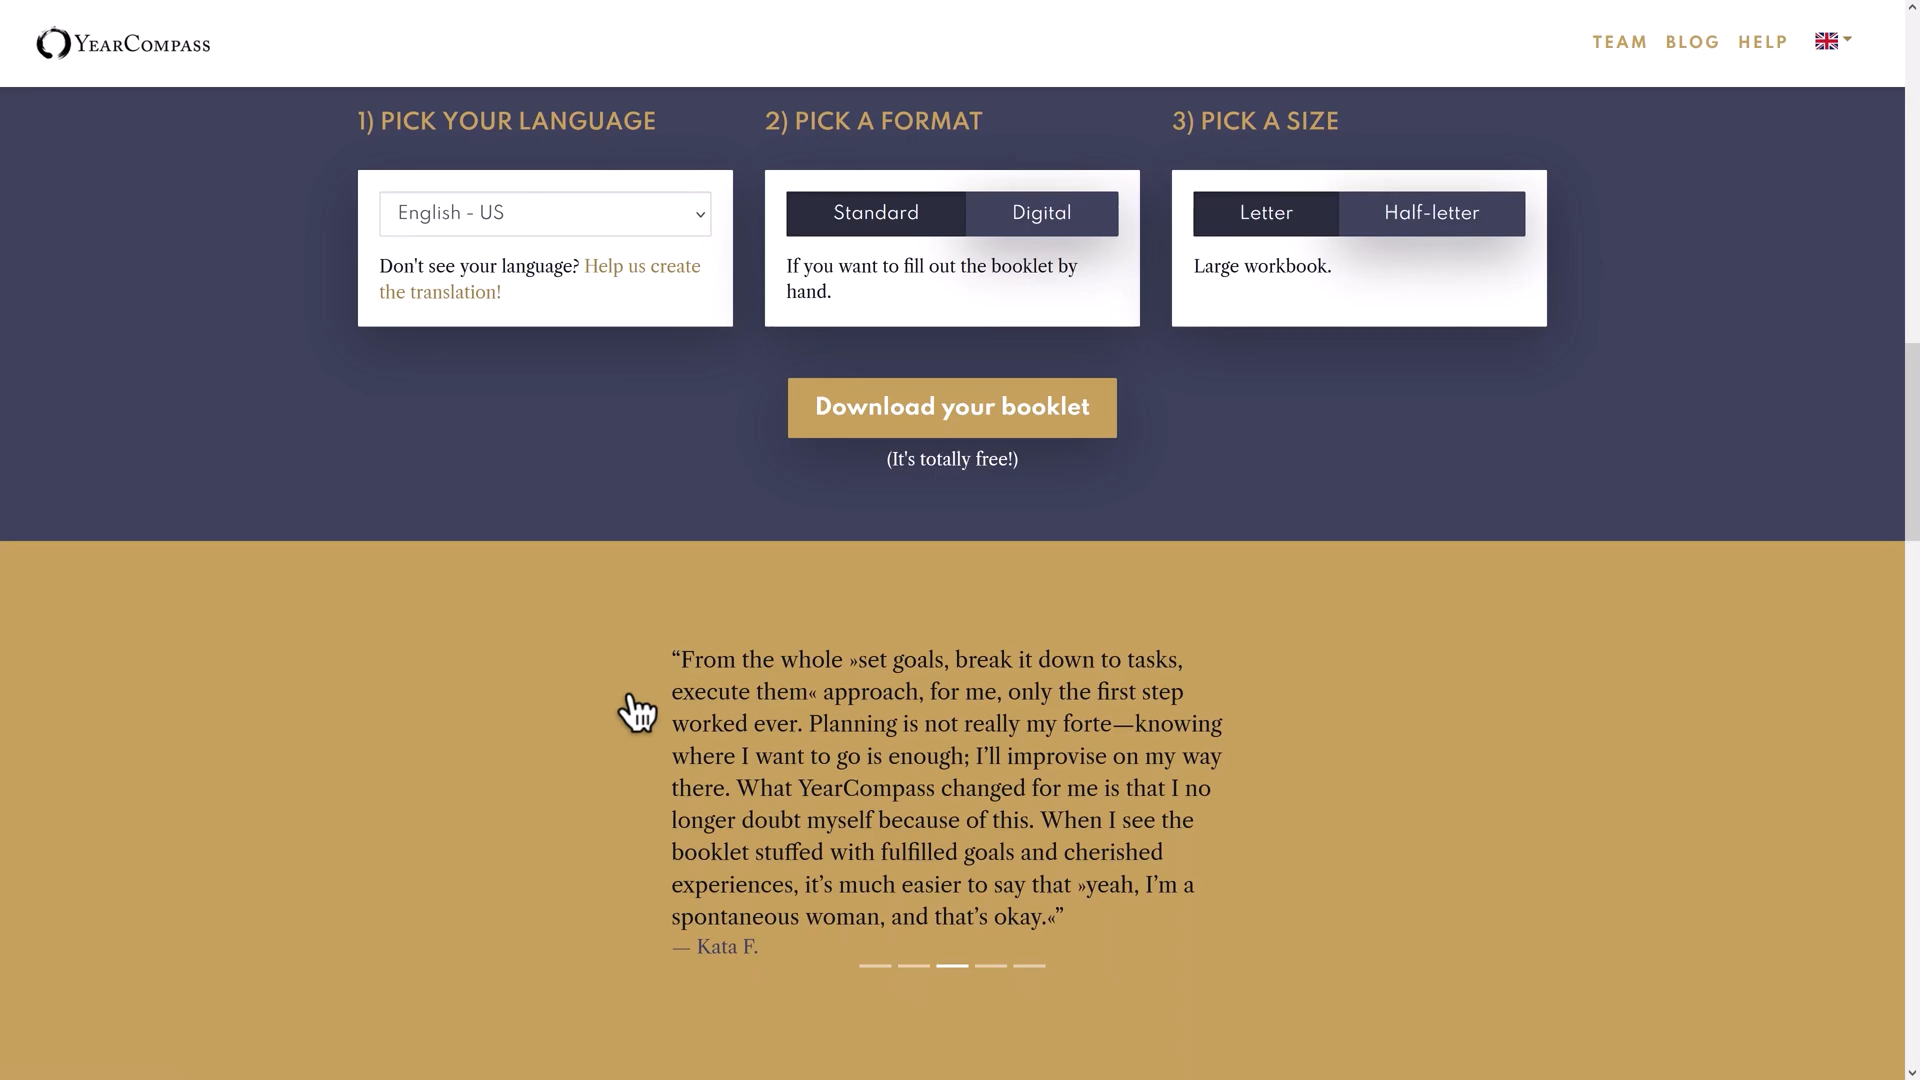 YEARCOMPASS
TEAM BLOG HELP
1) PICK YOUR LANGUAGE
English - US
Don't see your language? Help us create
the translation!
2) PICK A FORMAT
Standard Digital
If you want to fill out the booklet by
hand.
3) PICK A SIZE
Letter Half-letter
Large workbook.
Download your booklet
(It's totally free!)
“From the whole »set goals, break it down to tasks,
execute them« approach, for me, only the first step
worked ever. Planning is not really my forte—knowing
where I want to go is enough; I’ll improvise on my way
there. What YearCompass changed for me is that I no
longer doubt myself because of this. When I see the
booklet stuffed with fulfilled goals and cherished
experiences, it’s much easier to say that »yeah, I’m a
spontaneous woman, and that’s okay.«”
— Kata F.